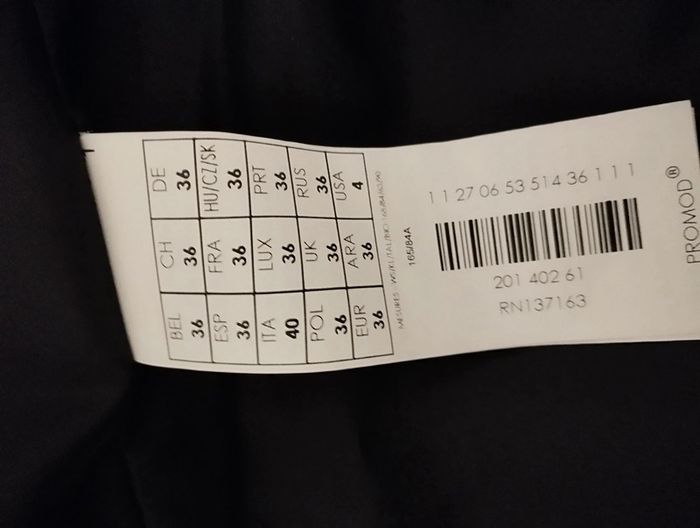 BEL CH DE
36 36 36
ESP FRA HU/CZ/SK
36 36 36
ITA LUX PRT
40 36 36
POL UK RUS
36 36 36
EUR ARA USA
36 36 4
MESURES
165/84A
1 1 27 06 53 514 36 1 1 1
201 402 61
RN137163
PROMOD®